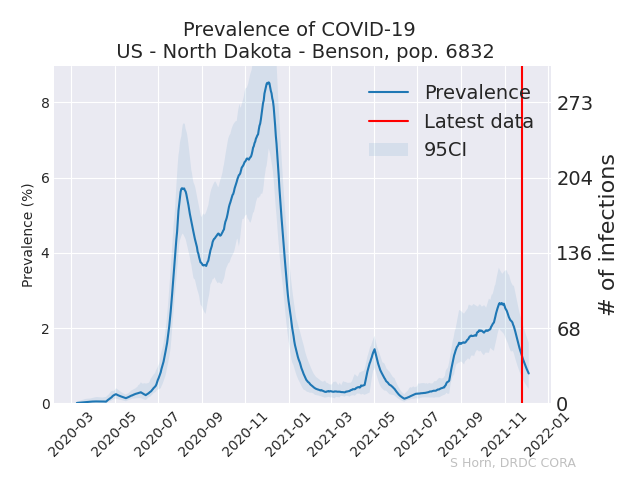 Prevalence of COVID-19
US - North Dakota - Benson, pop. 6832
Prevalence
Latest data
95CI
Prevalence (%)
8
6
4
2
0
273
204
136
68
0
# of infections
2020-03
2020-05
2020-07
2020-09
2020-11
2021-01
2021-03
2021-05
2021-07
2021-09
2021-11
2022-01
S Horn, DRDC CORA